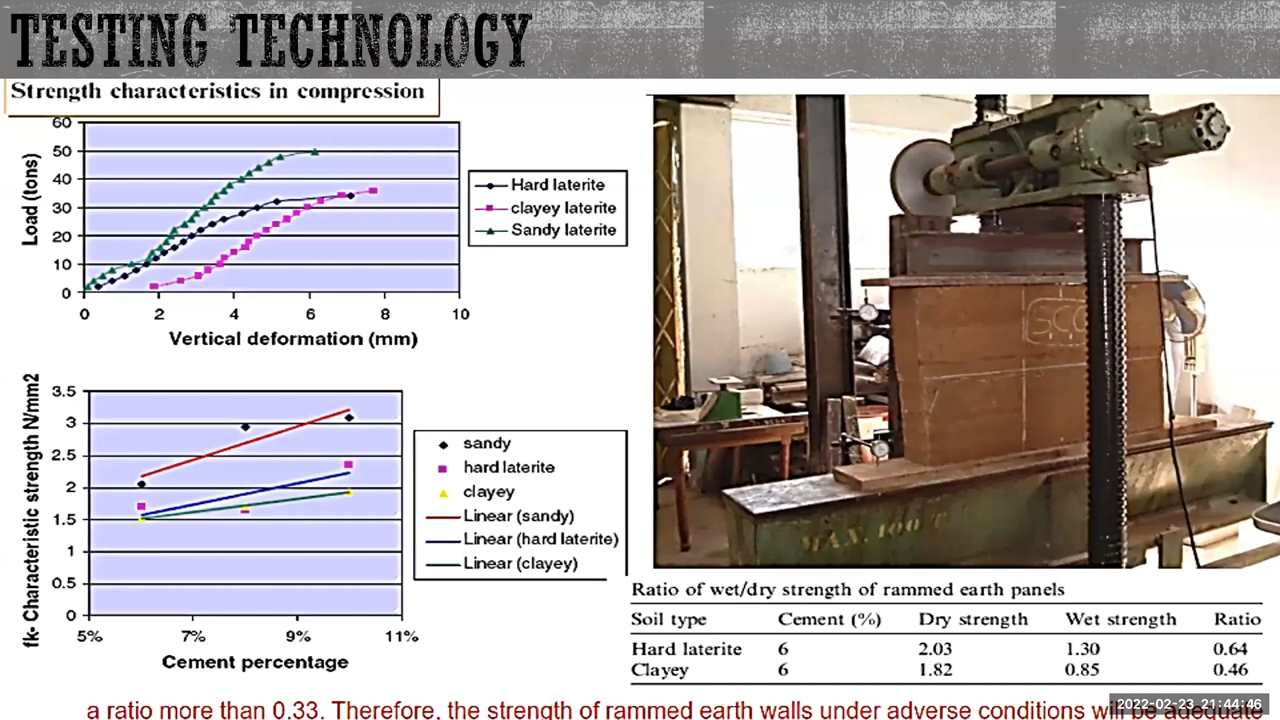 TESTING TECHNOLOGY
Strength characteristics in compression
60
50
40
30
20
10
0
0 2 4 6 8 10
Load (tons)
Vertical deformation (mm)
Hard laterite
clayey laterite
Sandy laterite
3.5
3
2.5
2
1.5
1
0.5
0
5% 7% 9% 11%
fk- Characteristic strength N/mm2
Cement percentage
sandy
hard laterite
clayey
Linear (sandy)
Linear (hard laterite)
Linear (clayey)
SCC
MAX. 100 T
Ratio of wet/dry strength of rammed earth panels
Soil type Cement (%) Dry strength Wet strength Ratio
Hard laterite 6 2.03 1.30 0.64
Clayey 6 1.82 0.85 0.46
a ratio more than 0.33. Therefore, the strength of rammed earth walls under adverse conditions will be adequate
2022-02-23 21:44:46